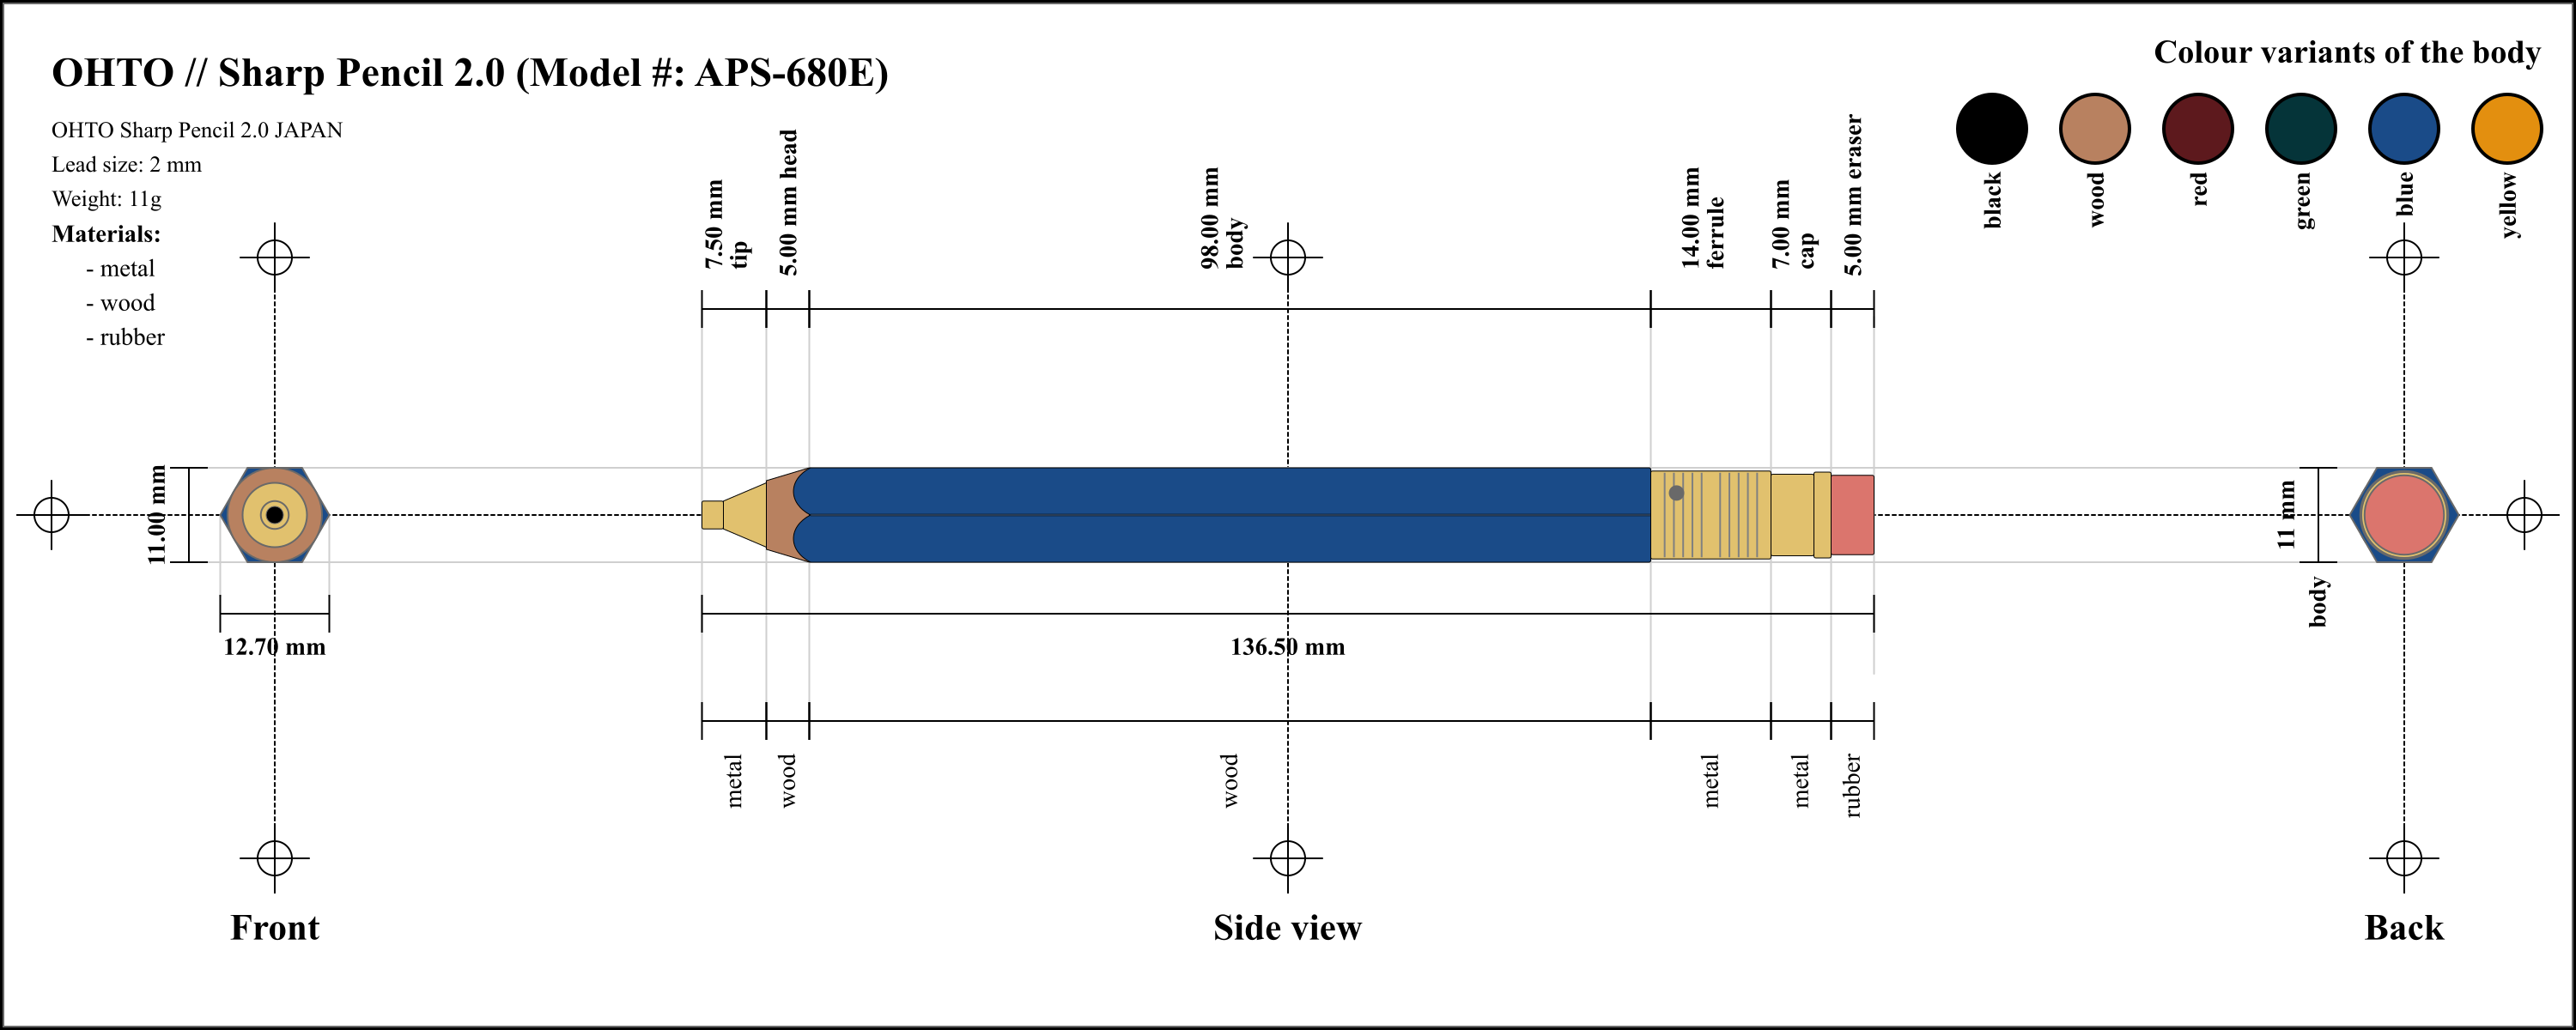 OHTO // Sharp Pencil 2.0 (Model #: APS-680E)
OHTO Sharp Pencil 2.0 JAPAN
Lead size: 2 mm
Weight: 11g
Materials:
- metal
- wood
- rubber
Colour variants of the body
black
wood
red
green
blue
yellow
7.50 mm
tip
5.00 mm head
98.00 mm
body
14.00 mm
ferrule
7.00 mm
cap
5.00 mm eraser
11.00 mm
12.70 mm
136.50 mm
11 mm
body
metal
wood
wood
metal
metal
rubber
Front
Side view
Back